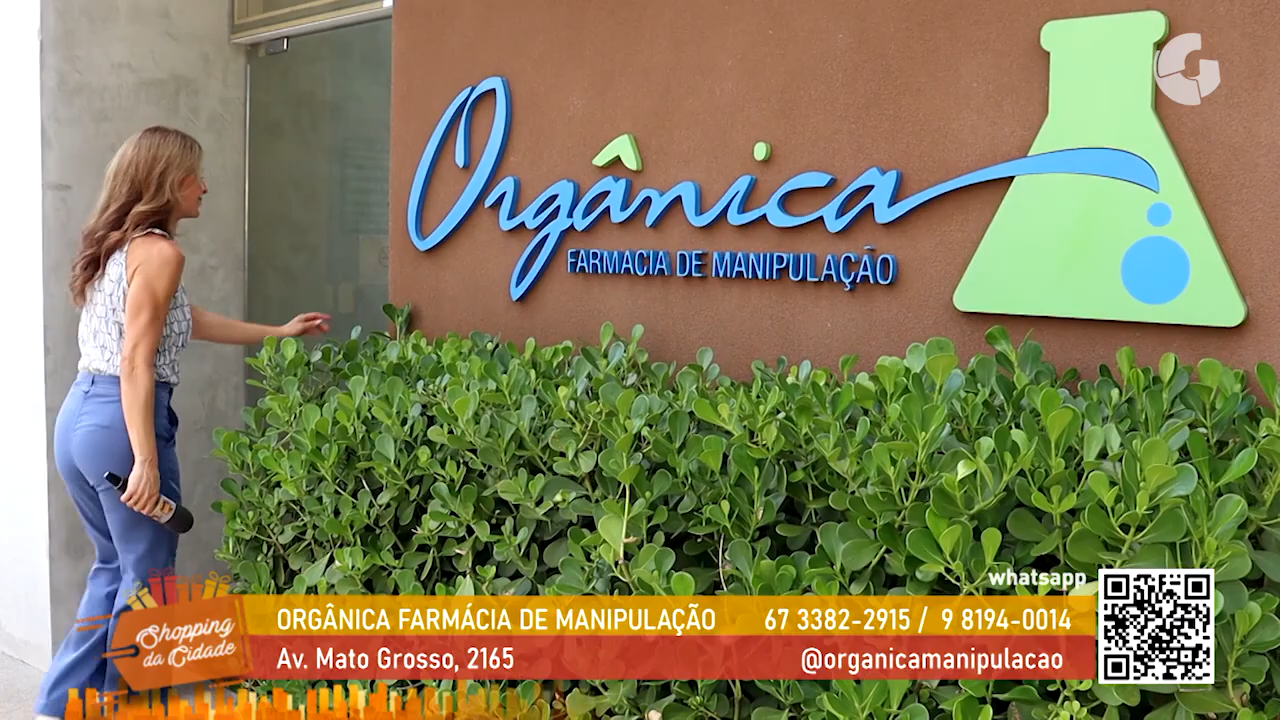 Orgânica
FARMACIA DE MANIPULAÇÃO
whatsapp
ORGÂNICA FARMÁCIA DE MANIPULAÇÃO 67 3382-2915 / 9 8194-0014
Av. Mato Grosso, 2165 @organicamanipulacao
Shopping
da Cidade